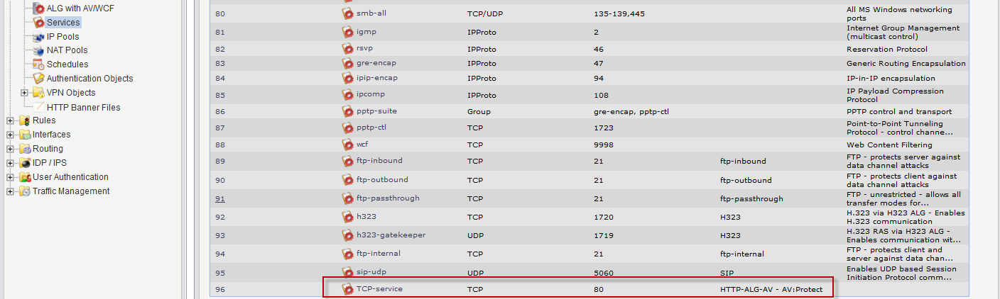 ALG with AV/WCF
Services
IP Pools
NAT Pools
Schedules
Authentication Objects
VPN Objects
HTTP Banner Files
Rules
Interfaces
Routing
IDP / IPS
User Authentication
Traffic Management
80 smb-all TCP/UDP 135-139,445 All MS Windows networking
ports
81 igmp IPProto 2 Internet Group Management
(multicast control)
82 rsvp IPProto 46 Reservation Protocol
83 gre-encap IPProto 47 Generic Routing Encapsulation
84 ipip-encap IPProto 94 IP-in-IP encapsulation
85 ipcomp IPProto 108 IP Payload Compression
Protocol
86 pptp-suite Group gre-encap, pptp-ctl PPTP control and transport
87 pptp-ctl TCP 1723 Point-to-Point Tunneling
Protocol - control channe...
88 wcf TCP 9998 Web Content Filtering
89 ftp-inbound TCP 21 ftp-inbound FTP - protects server against
data channel attacks
90 ftp-outbound TCP 21 ftp-outbound FTP - protects client against
data channel attacks
91 ftp-passthrough TCP 21 ftp-passthrough FTP - unrestricted - allows all
transfer modes for...
92 h323 TCP 1720 H323 H.323 via H323 ALG - Enables
H.323 communication
93 h323-gatekeeper UDP 1719 H323 H.323 RAS via H323 ALG -
Enables communication wit...
94 ftp-internal TCP 21 ftp-internal FTP - protects client and
server against data chan...
95 sip-udp UDP 5060 SIP Enables UDP based Session
Initiation Protocol comm...
96 TCP-service TCP 80 HTTP-ALG-AV - AV:Protect